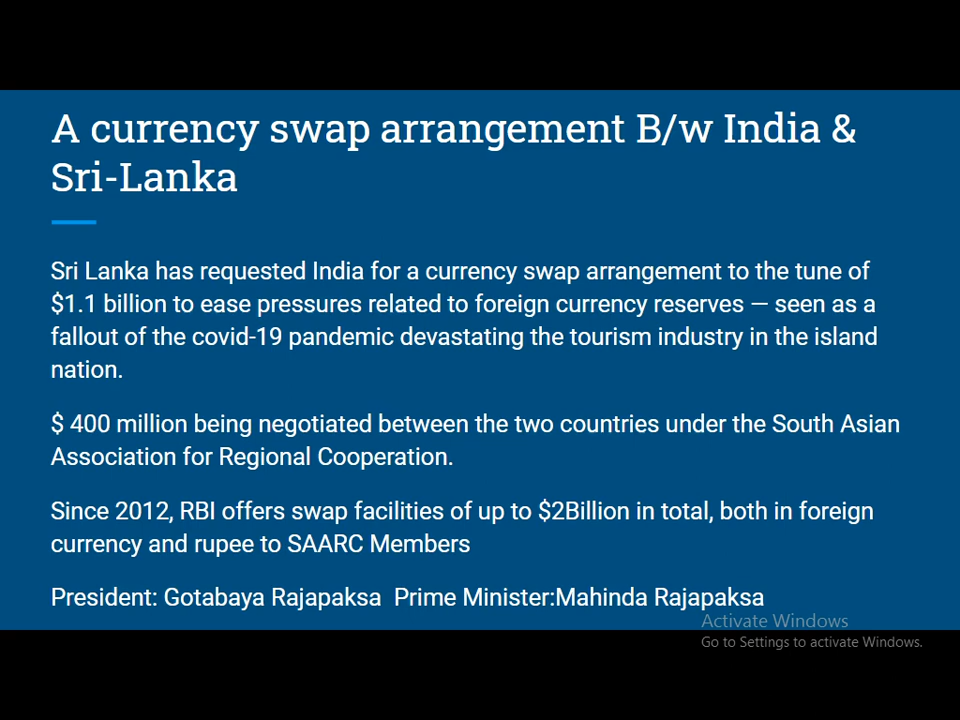 A currency swap arrangement B/w India &
Sri-Lanka
Sri Lanka has requested India for a currency swap arrangement to the tune of
$1.1 billion to ease pressures related to foreign currency reserves — seen as a
fallout of the covid-19 pandemic devastating the tourism industry in the island
nation.
$ 400 million being negotiated between the two countries under the South Asian
Association for Regional Cooperation.
Since 2012, RBI offers swap facilities of up to $2Billion in total, both in foreign
currency and rupee to SAARC Members
President: Gotabaya Rajapaksa  Prime Minister:Mahinda Rajapaksa
Activate Windows
Go to Settings to activate Windows.